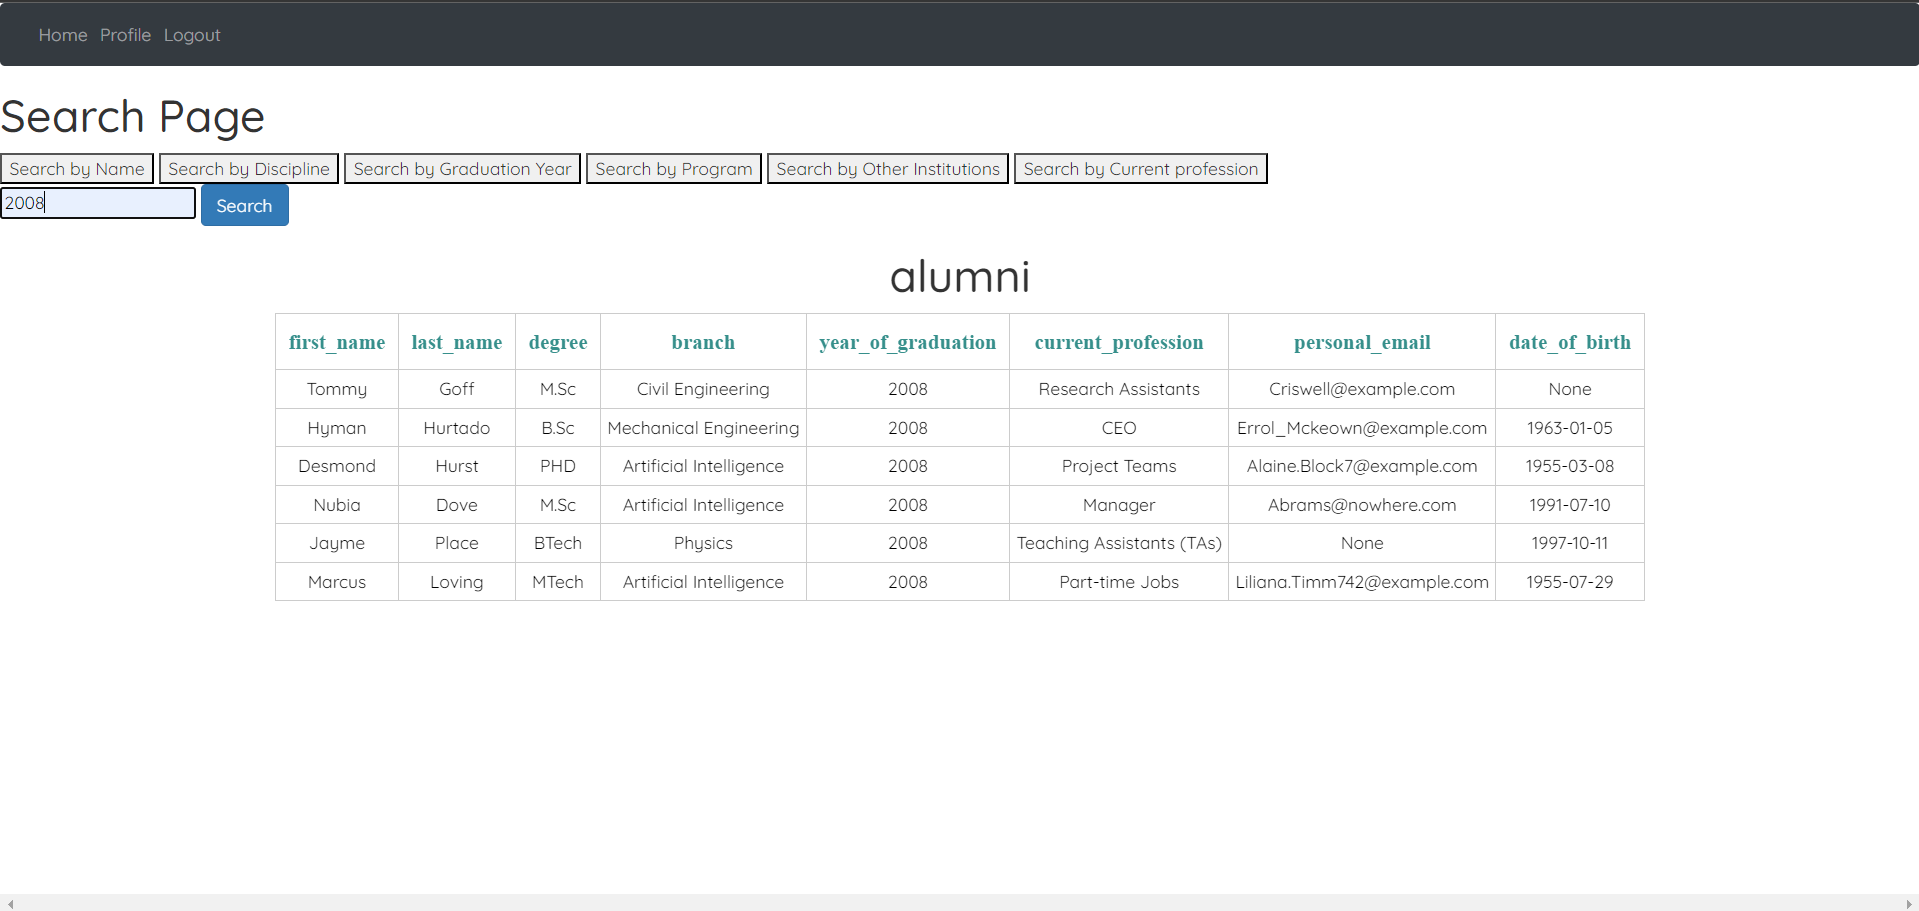 Home Profile Logout
Search Page
Search by Name Search by Discipline Search by Graduation Year Search by Program Search by Other Institutions Search by Current profession
2008 Search
alumni
first_name last_name degree branch year_of_graduation current_profession personal_email date_of_birth
Tommy Goff M.Sc Civil Engineering 2008 Research Assistants Criswell@example.com None
Hyman Hurtado B.Sc Mechanical Engineering 2008 CEO Errol_Mckeown@example.com 1963-01-05
Desmond Hurst PHD Artificial Intelligence 2008 Project Teams Alaine.Block7@example.com 1955-03-08
Nubia Dove M.Sc Artificial Intelligence 2008 Manager Abrams@nowhere.com 1991-07-10
Jayme Place BTech Physics 2008 Teaching Assistants (TAs) None 1997-10-11
Marcus Loving MTech Artificial Intelligence 2008 Part-time Jobs Liliana.Timm742@example.com 1955-07-29